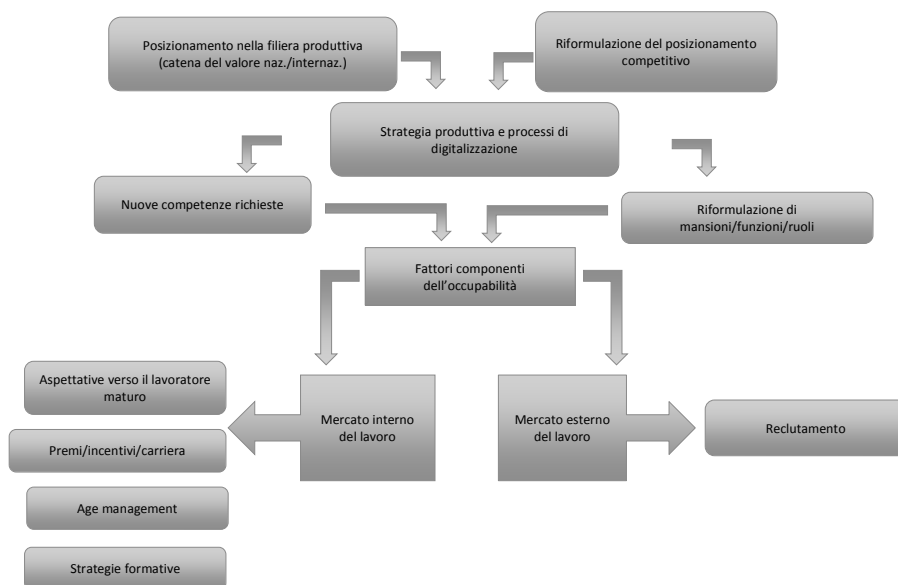 Posizionamento nella filiera produttiva
(catena del valore naz./internaz.)
Riformulazione del posizionamento
competitivo
Strategia produttiva e processi di
digitalizzazione
Nuove competenze richieste
Riformulazione di
mansioni/funzioni/ruoli
Fattori componenti
dell'occupabilità
Aspettative verso il lavoratore
maturo
Mercato interno
del lavoro
Mercato esterno
del lavoro
Reclutamento
Premi/incentivi/carriera
Age management
Strategie formative